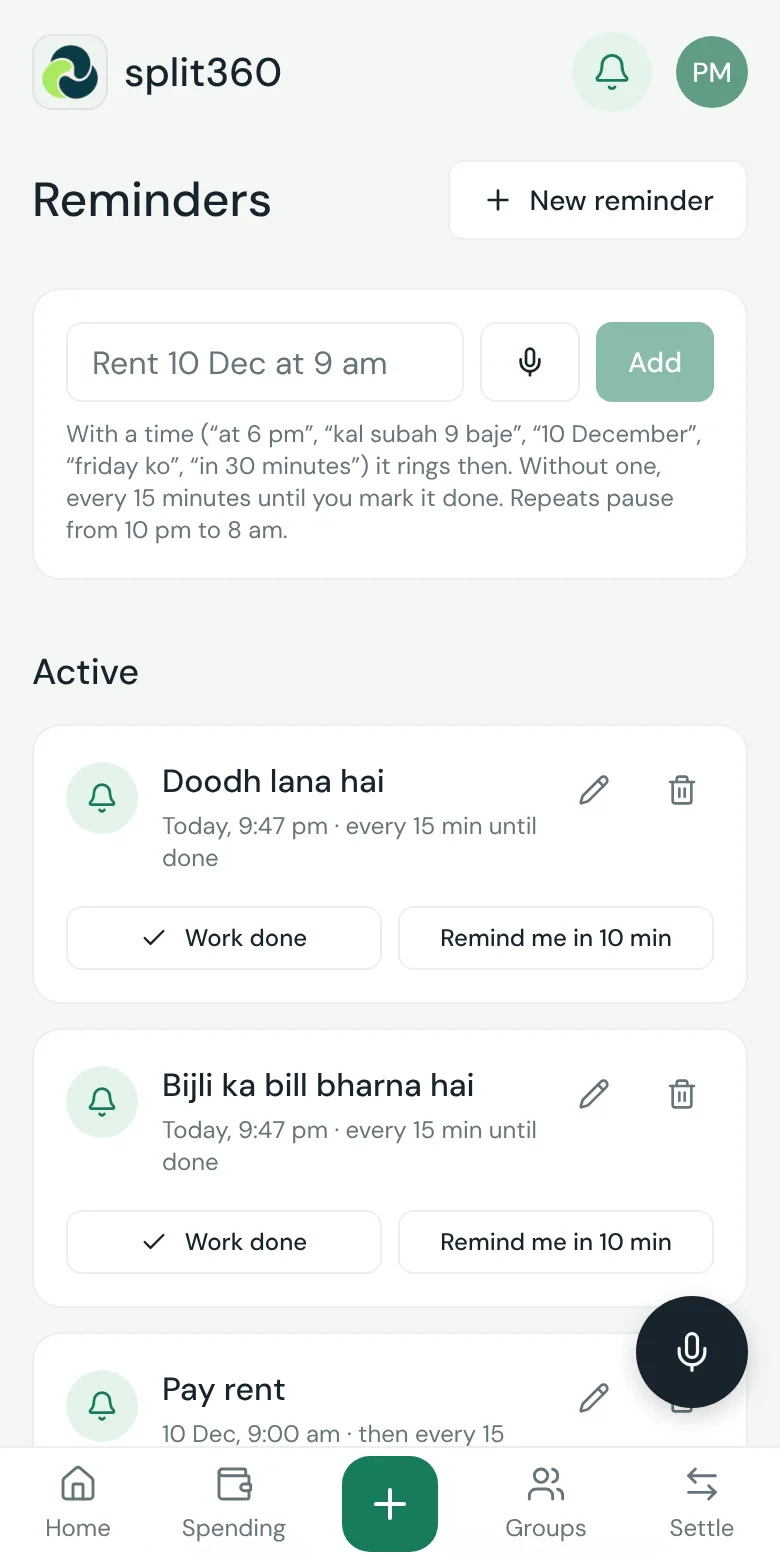 split360
PM
Reminders
+ New reminder
Rent 10 Dec at 9 am
Add
With a time (“at 6 pm”, “kal subah 9 baje”, “10 December”,
“friday ko”, “in 30 minutes”) it rings then. Without one,
every 15 minutes until you mark it done. Repeats pause
from 10 pm to 8 am.
Active
Doodh lana hai
Today, 9:47 pm · every 15 min until
done
Work done
Remind me in 10 min
Bijli ka bill bharna hai
Today, 9:47 pm · every 15 min until
done
Work done
Remind me in 10 min
Pay rent
10 Dec, 9:00 am · then every 15
Home
Spending
Groups
Settle